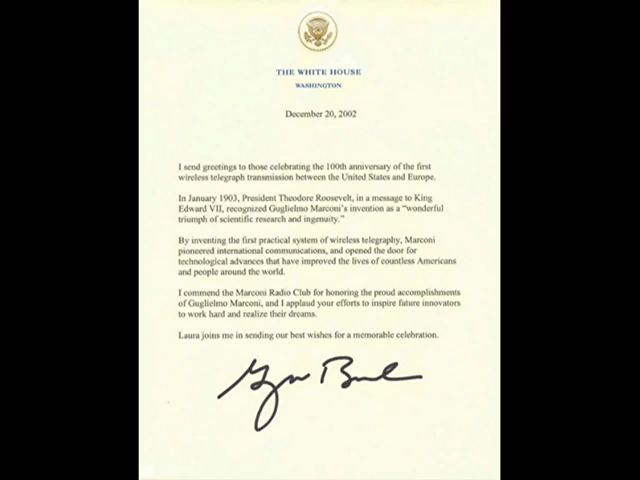 THE WHITE HOUSE
WASHINGTON
December 20, 2002
I send greetings to those celebrating the 100th anniversary of the first
wireless telegraph transmission between the United States and Europe.
In January 1903, President Theodore Roosevelt, in a message to King
Edward VII, recognized Guglielmo Marconi's invention as a "wonderful
triumph of scientific research and ingenuity."
By inventing the first practical system of wireless telegraphy, Marconi
pioneered international communications, and opened the door for
technological advances that have improved the lives of countless Americans
and people around the world.
I commend the Marconi Radio Club for honoring the proud accomplishments
of Guglielmo Marconi, and I applaud your efforts to inspire future innovators
to work hard and realize their dreams.
Laura joins me in sending our best wishes for a memorable celebration.